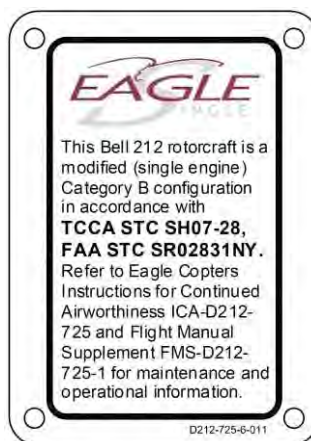 EAGLE
SINGLE
This Bell 212 rotorcraft is a
modified (single engine)
Category B configuration
in accordance with
TCCA STC SH07-28,
FAA STC SR02831NY.
Refer to Eagle Copters
Instructions for Continued
Airworthiness ICA-D212-
725 and Flight Manual
Supplement FMS-D212-
725-1 for maintenance and
operational information.
D212-725-6-011